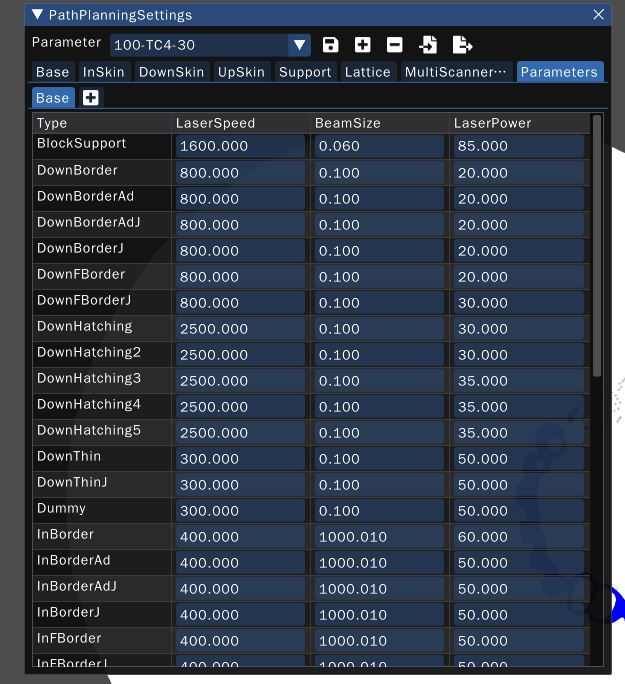 PathPlanningSettings
Parameter 100-TC4-30
Base InSkin DownSkin UpSkin Support Lattice MultiScanner··· Parameters
Base
Type LaserSpeed BeamSize LaserPower
BlockSupport 1600.000 0.060 85.000
DownBorder 800.000 0.100 20.000
DownBorderAd 800.000 0.100 20.000
DownBorderAdJ 800.000 0.100 20.000
DownBorderJ 800.000 0.100 20.000
DownFBorder 800.000 0.100 20.000
DownFBorderJ 800.000 0.100 30.000
DownHatching 2500.000 0.100 30.000
DownHatching2 2500.000 0.100 30.000
DownHatching3 2500.000 0.100 35.000
DownHatching4 2500.000 0.100 35.000
DownHatching5 2500.000 0.100 35.000
DownThin 300.000 0.100 50.000
DownThinJ 300.000 0.100 50.000
Dummy 300.000 0.100 50.000
InBorder 400.000 1000.010 60.000
InBorderAd 400.000 1000.010 50.000
InBorderAdJ 400.000 1000.010 50.000
InBorderJ 400.000 1000.010 50.000
InFBorder 400.000 1000.010 50.000
InFBorderJ 400.000 1000.010 50.000